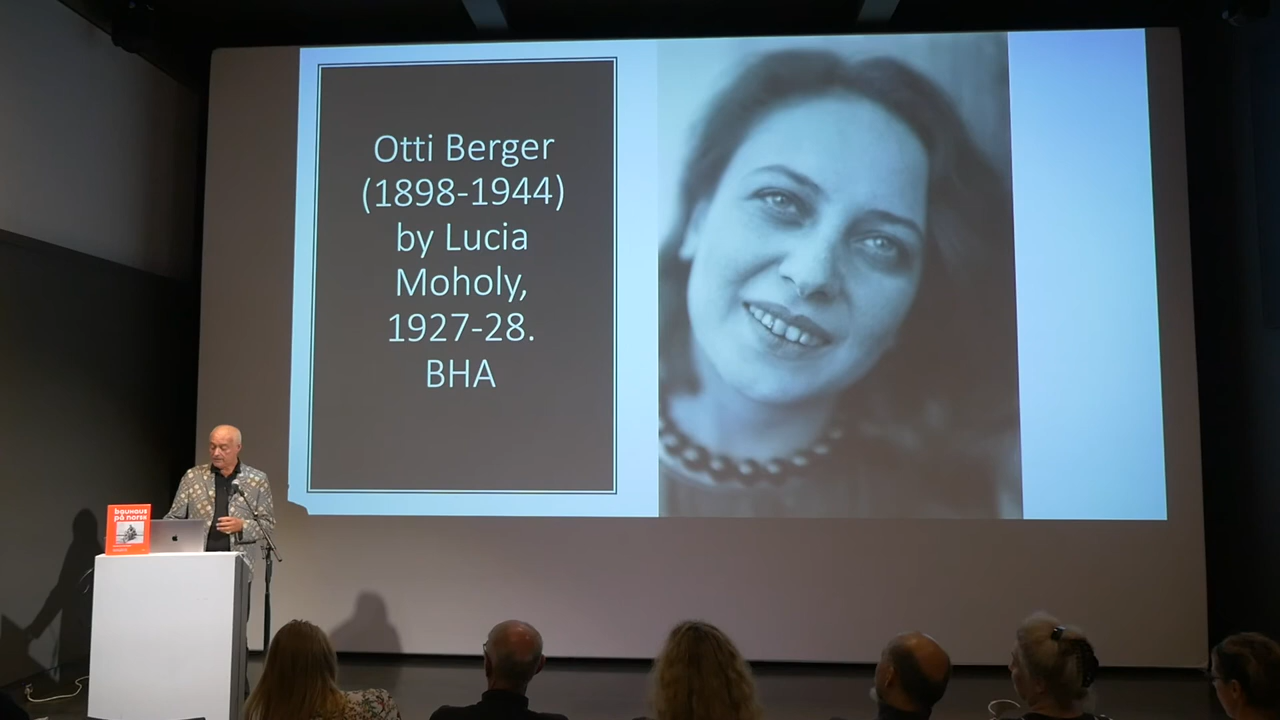 Otti Berger
(1898-1944)
by Lucia
Moholy,
1927-28.
BHA
bauhaus
på norsk